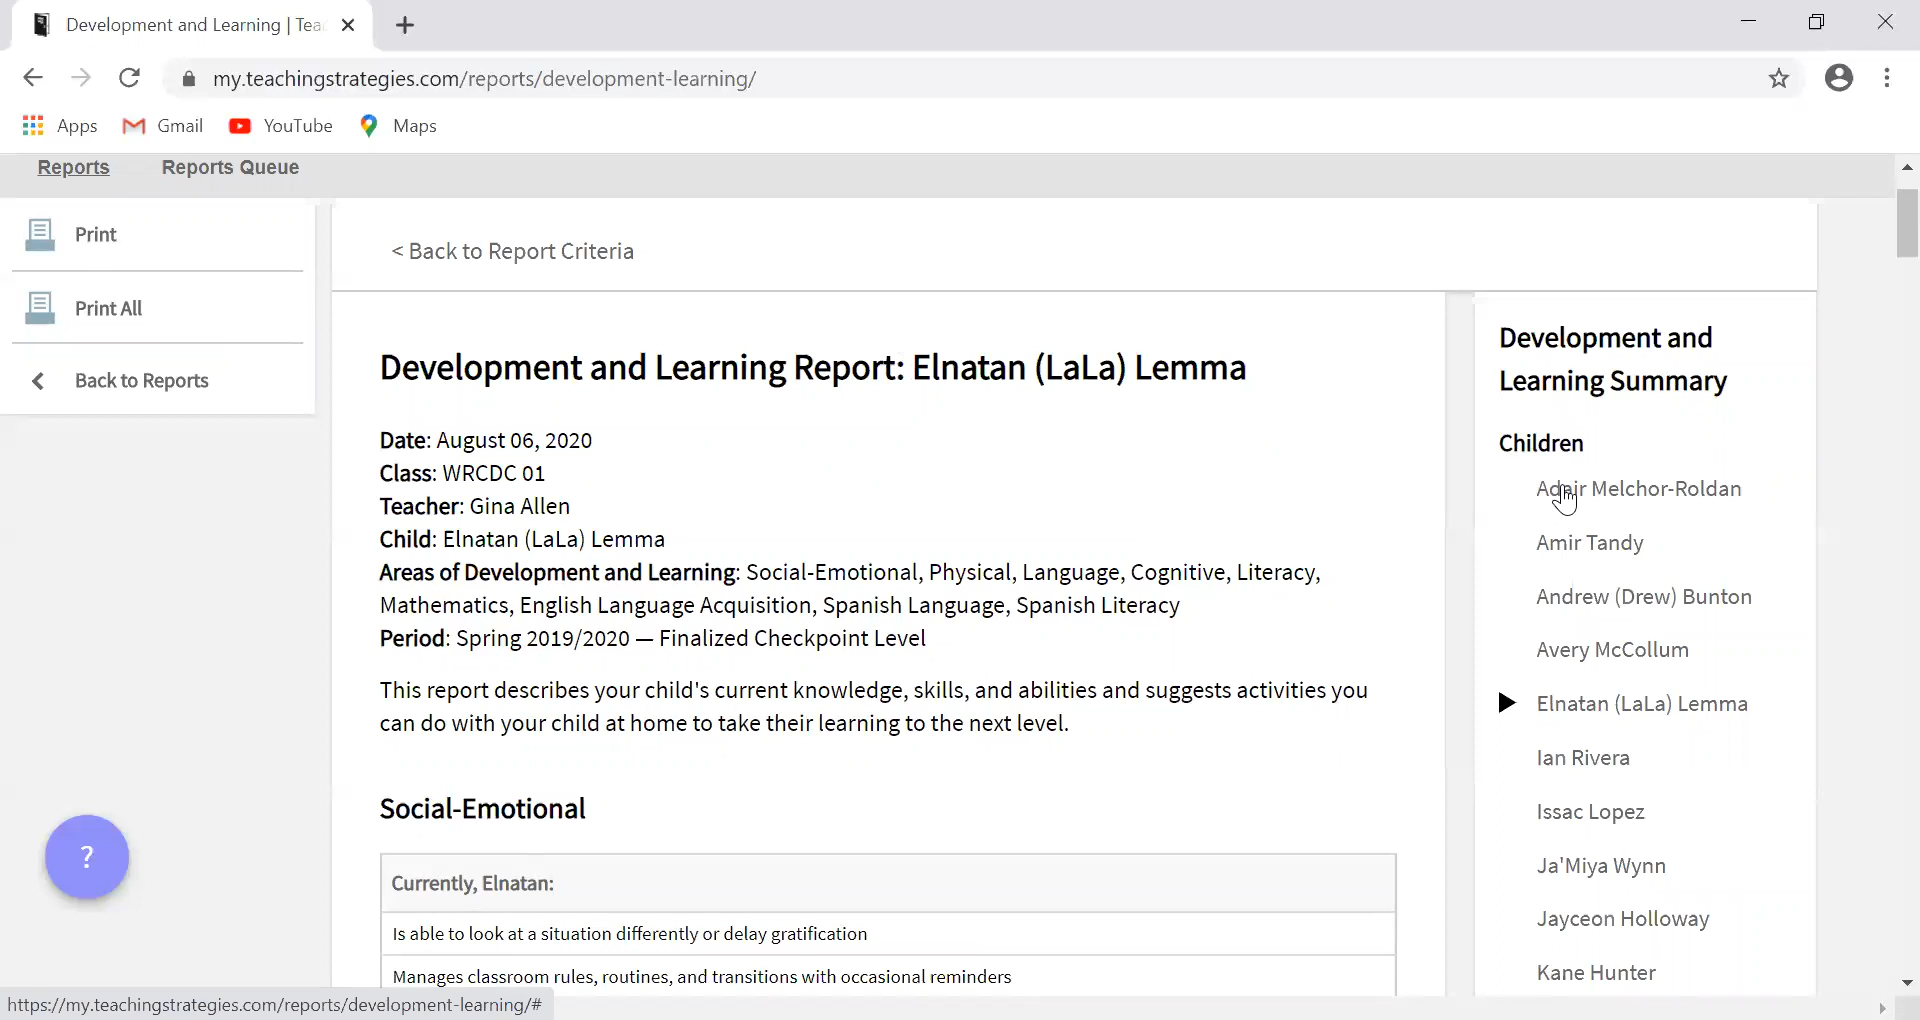 Development and Learning | Tea
my.teachingstrategies.com/reports/development-learning/
Apps
Gmail
YouTube
Maps
Reports
Reports Queue
Print
Print All
Back to Reports
< Back to Report Criteria
Development and Learning Report: Elnatan (LaLa) Lemma
Date: August 06, 2020
Class: WRCDC 01
Teacher: Gina Allen
Child: Elnatan (LaLa) Lemma
Areas of Development and Learning: Social-Emotional, Physical, Language, Cognitive, Literacy,
Mathematics, English Language Acquisition, Spanish Language, Spanish Literacy
Period: Spring 2019/2020 — Finalized Checkpoint Level
This report describes your child's current knowledge, skills, and abilities and suggests activities you
can do with your child at home to take their learning to the next level.
Social-Emotional
Currently, Elnatan:
Is able to look at a situation differently or delay gratification
Manages classroom rules, routines, and transitions with occasional reminders
Development and
Learning Summary
Children
Melchor-Roldan
Amir Tandy
Andrew (Drew) Bunton
Avery McCollum
Elnatan (LaLa) Lemma
Ian Rivera
Issac Lopez
Ja'Miya Wynn
Jayceon Holloway
Kane Hunter
?
https://my.teachingstrategies.com/reports/development-learning/#